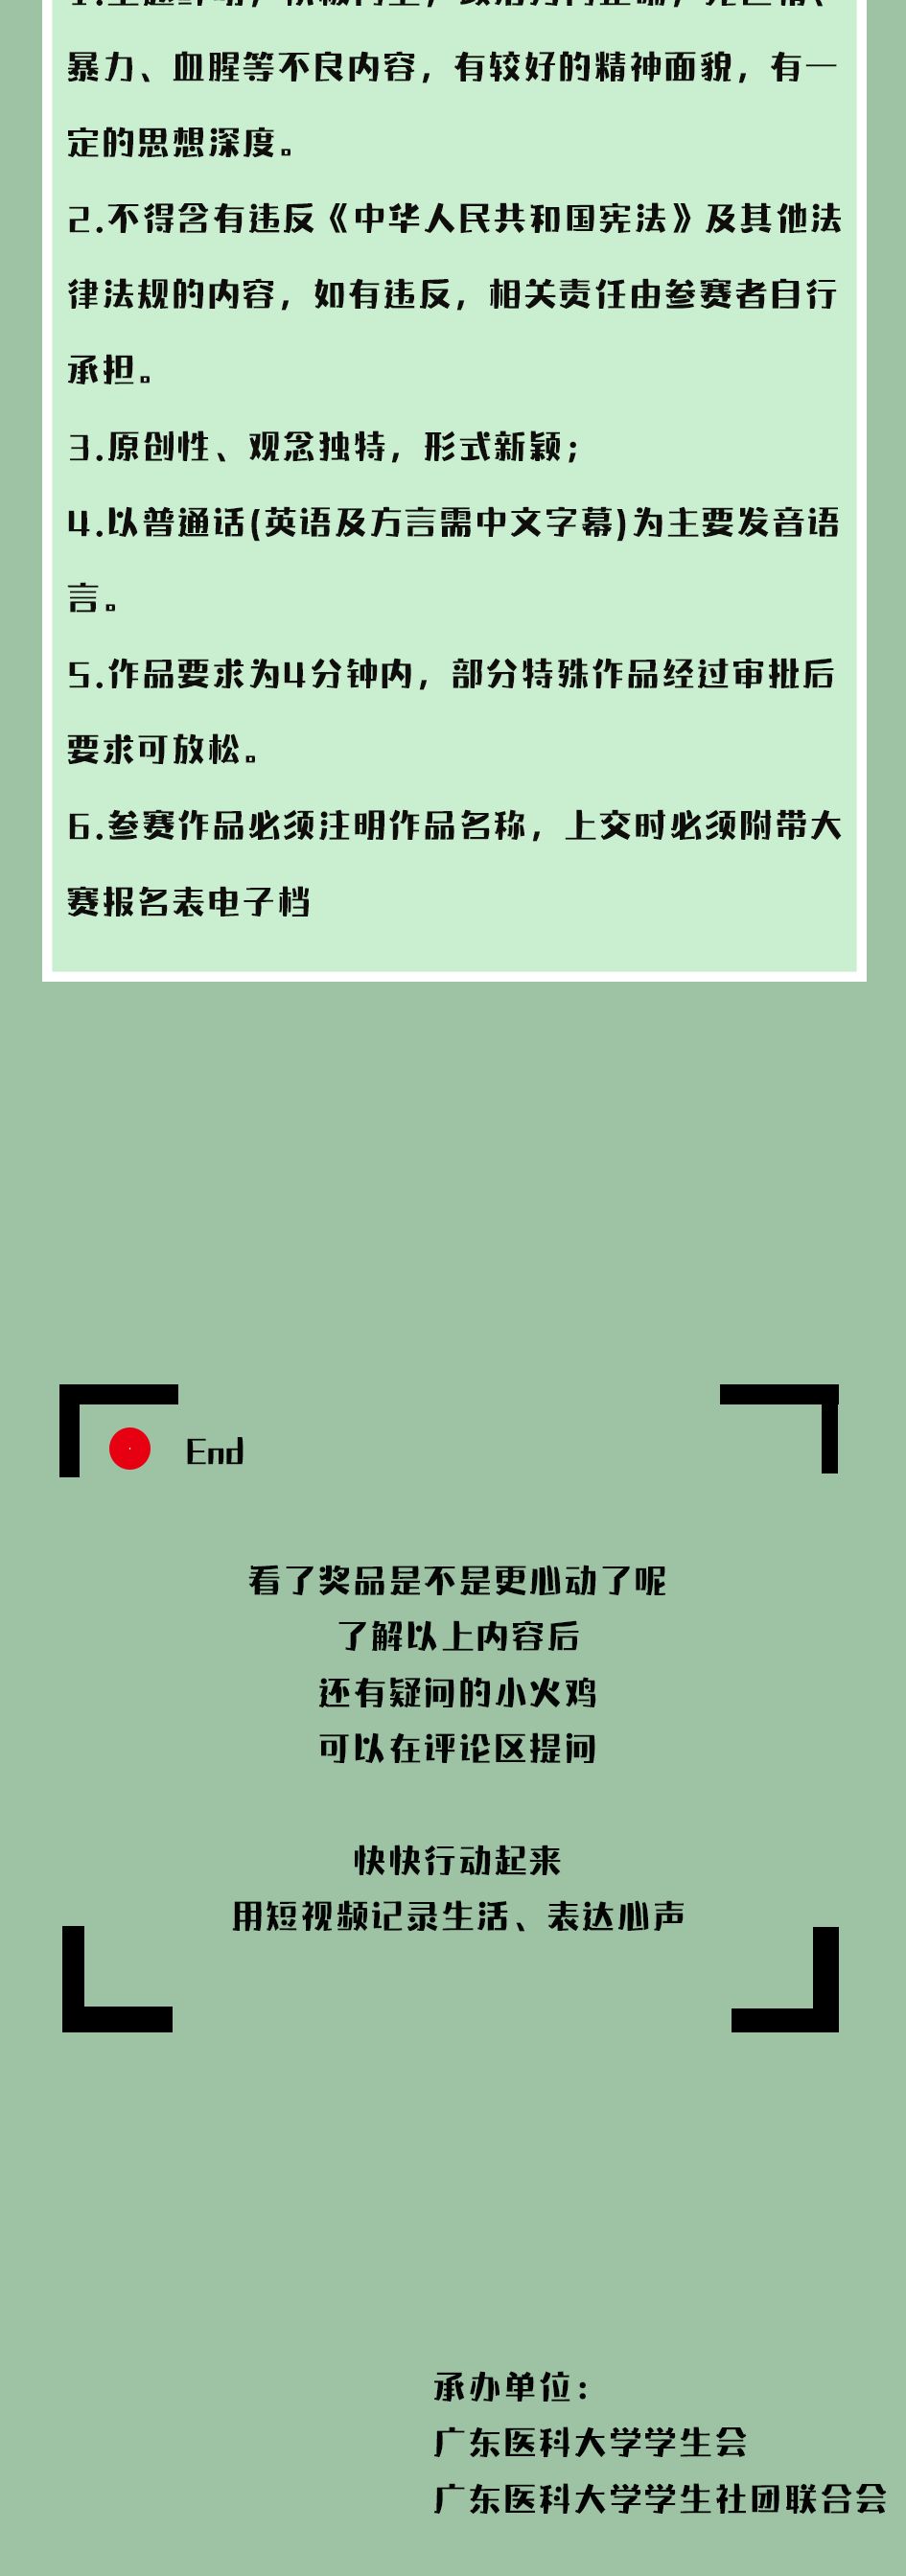 暴力、血腥等不良内容，有较好的精神面貌，有一
定的思想深度。
2.不得含有违反《中华人民共和国宪法》及其他法
律法规的内容，如有违反，相关责任由参赛者自行
承担。
3.原创性、观念独特，形式新颖；
4.以普通话(英语及方言需中文字幕)为主要发音语
言。
5.作品要求为4分钟内，部分特殊作品经过审批后
要求可放松。
6.参赛作品必须注明作品名称，上交时必须附带大
赛报名表电子档
End
看了奖品是不是更心动了呢
了解以上内容后
还有疑问的小火鸡
可以在评论区提问
快快行动起来
用短视频记录生活、表达心声
承办单位：
广东医科大学学生会
广东医科大学学生社团联合会